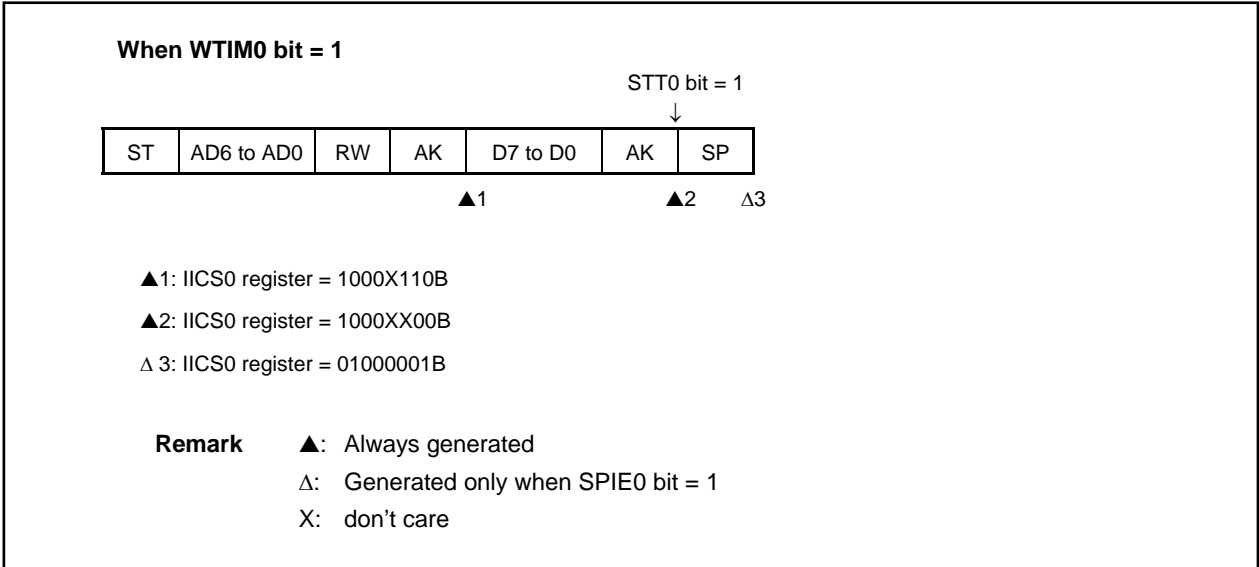 When WTIM0 bit = 1
STT0 bit = 1
↓
ST AD6 to AD0 RW AK D7 to D0 AK SP
▲1 ▲2 Δ3
▲1: IICS0 register = 1000X110B
▲2: IICS0 register = 1000XX00B
Δ 3: IICS0 register = 01000001B
Remark ▲: Always generated
Δ: Generated only when SPIE0 bit = 1
X: don't care